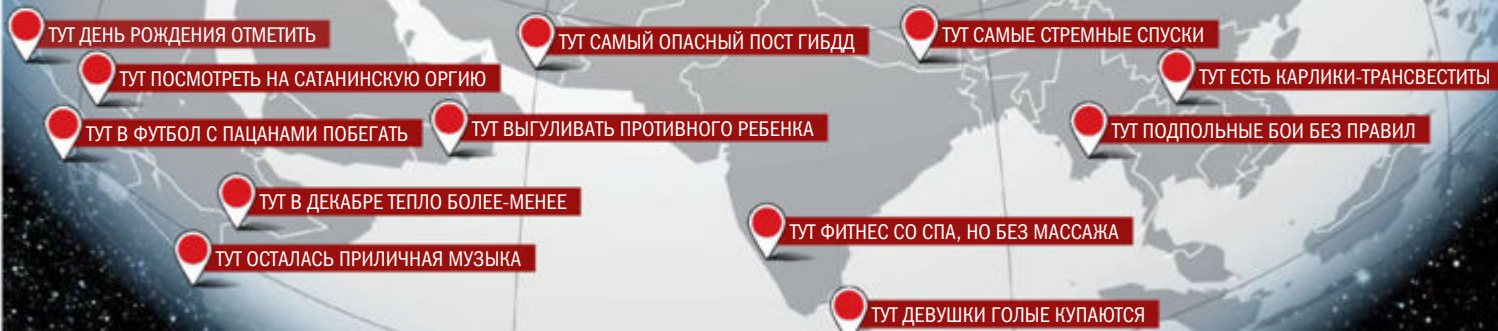 ТУТ ДЕНЬ РОЖДЕНИЯ ОТМЕТИТЬ
ТУТ САМЫЙ ОПАСНЫЙ ПОСТ ГИБДД
ТУТ САМЫЕ СТРЕМНЫЕ СПУСКИ
ТУТ ПОСМОТРЕТЬ НА САТАНИНСКУЮ ОРГИЮ
ТУТ ЕСТЬ КАРЛИКИ-ТРАНСВЕСТИТЫ
ТУТ В ФУТБОЛ С ПАЦАНАМИ ПОБЕГАТЬ
ТУТ ВЫГУЛИВАТЬ ПРОТИВНОГО РЕБЕНКА
ТУТ ПОДПОЛЬНЫЕ БОИ БЕЗ ПРАВИЛ
ТУТ В ДЕКАБРЕ ТЕПЛО БОЛЕЕ-МЕНЕЕ
ТУТ ФИТНЕС СО СПА, НО БЕЗ МАССАЖА
ТУТ ОСТАЛАСЬ ПРИЛИЧНАЯ МУЗЫКА
ТУТ ДЕВУШКИ ГОЛЫЕ КУПАЮТСЯ